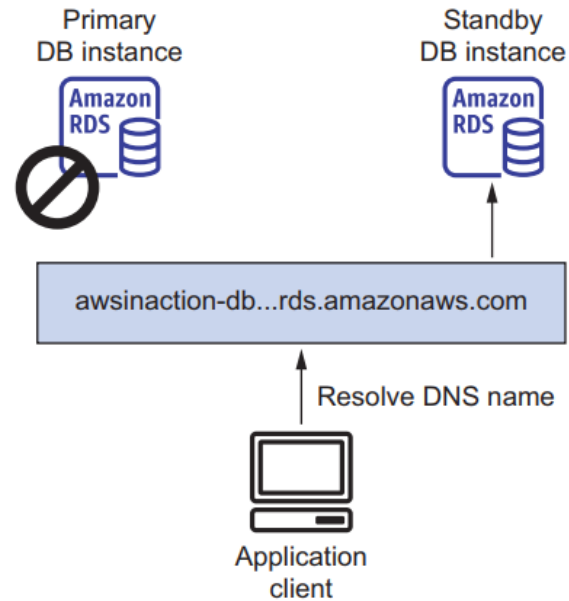 Primary
DB instance
Standby
DB instance
Amazon
RDS
Amazon
RDS
awsinaction-db...rds.amazonaws.com
Resolve DNS name
Application
client